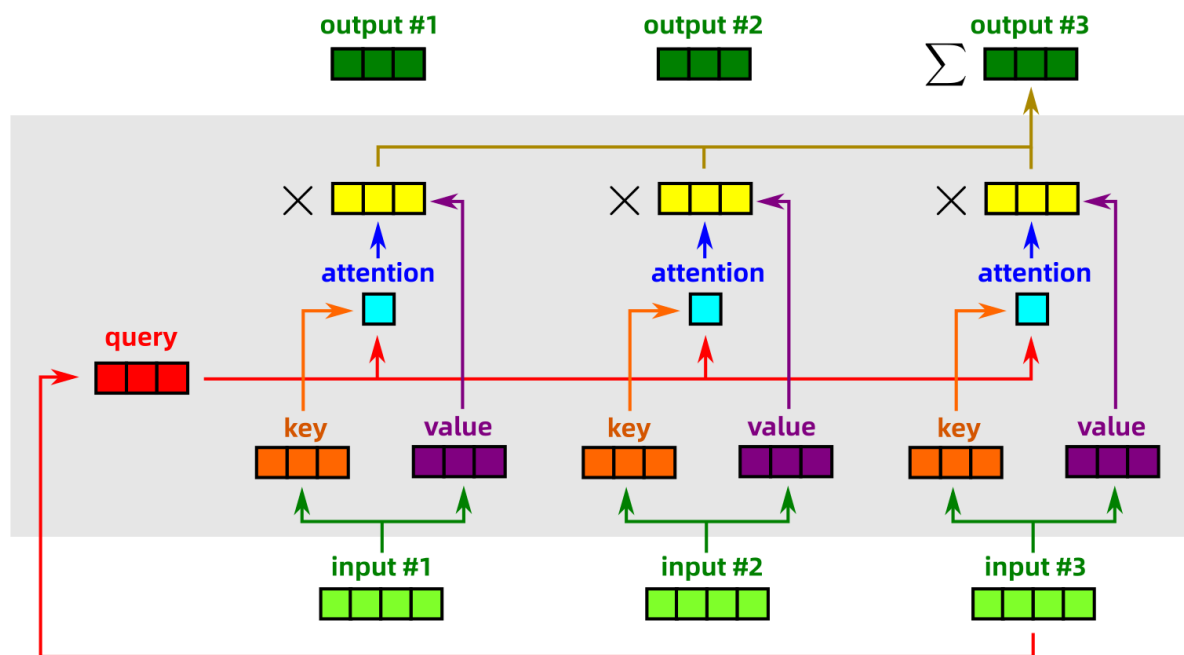 output #1
output #2
output #3
∑
×
×
×
attention
attention
attention
query
key
value
key
value
key
value
input #1
input #2
input #3